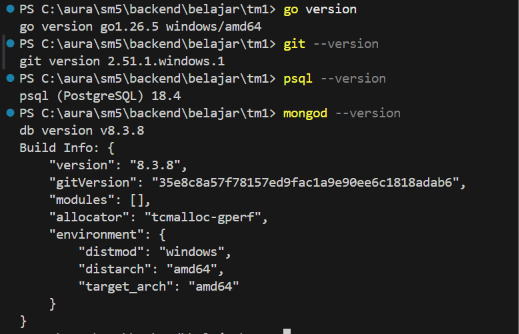 PS C:\aura\sm5\backend\belajar\tm1> go version
go version go1.26.5 windows/amd64
PS C:\aura\sm5\backend\belajar\tm1> git --version
git version 2.51.1.windows.1
PS C:\aura\sm5\backend\belajar\tm1> psql --version
psql (PostgreSQL) 18.4
PS C:\aura\sm5\backend\belajar\tm1> mongod --version
db version v8.3.8
Build Info: {
    "version": "8.3.8",
    "gitVersion": "35e8c8a57f78157ed9fac1a9e90ee6c1818adab6",
    "modules": [],
    "allocator": "tcmalloc-gperf",
    "environment": {
        "distmod": "windows",
        "distarch": "amd64",
        "target_arch": "amd64"
    }
}